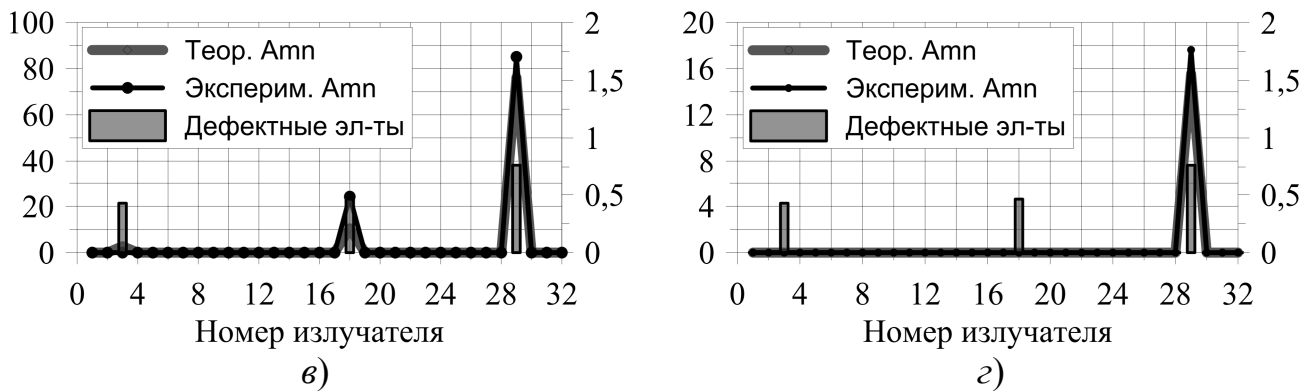 100
80
60
40
20
0
2
1,5
1
0,5
0
Теор. Amn
Эксперим. Amn
Дефектные эл-ты
0 4 8 12 16 20 24 28 32
Номер излучателя
в)
20
16
12
8
4
0
2
1,5
1
0,5
0
Теор. Amn
Эксперим. Amn
Дефектные эл-ты
0 4 8 12 16 20 24 28 32
Номер излучателя
г)